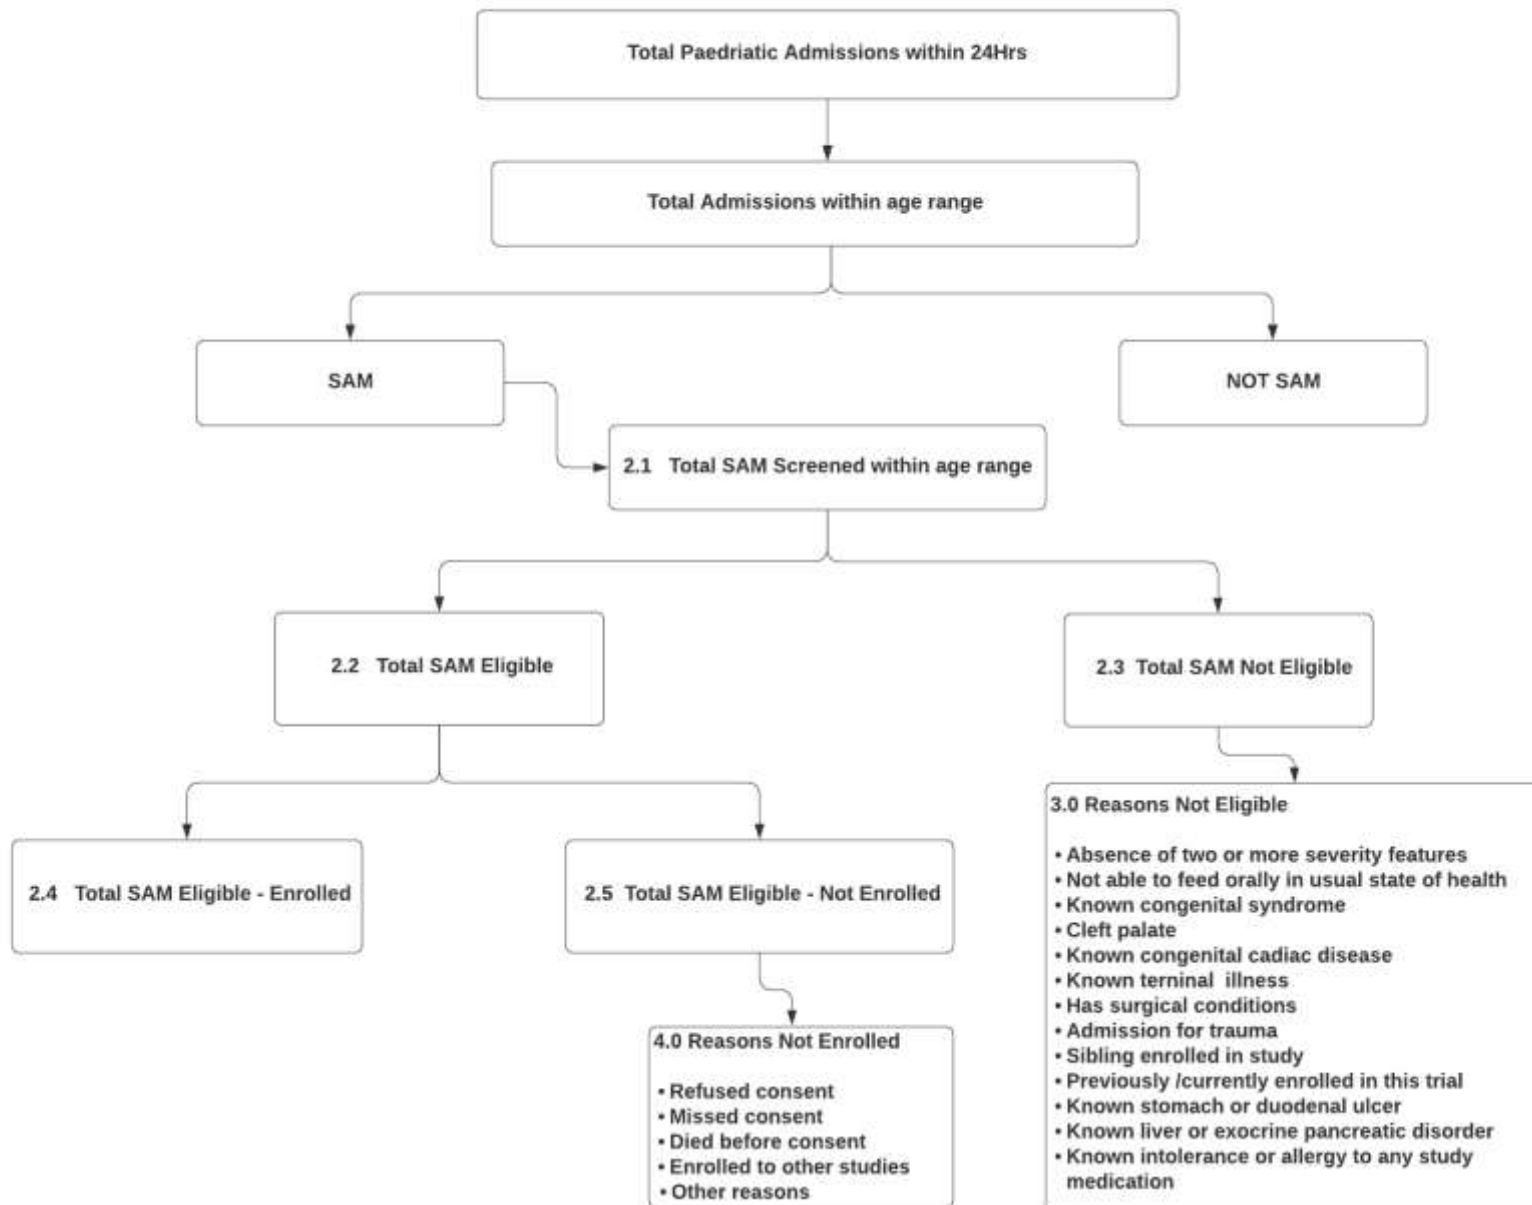 Total Paedriatic Admissions within 24Hrs
Total Admissions within age range
SAM
NOT SAM
2.1 Total SAM Screened within age range
2.2 Total SAM Eligible
2.3 Total SAM Not Eligible
2.4 Total SAM Eligible - Enrolled
2.5 Total SAM Eligible - Not Enrolled
3.0 Reasons Not Eligible
• Absence of two or more severity features
• Not able to feed orally in usual state of health
• Known congenital syndrome
• Cleft palate
• Known congenital cadiac disease
• Known terninal illness
• Has surgical conditions
• Admission for trauma
• Sibling enrolled in study
• Previously /currently enrolled in this trial
• Known stomach or duodenal ulcer
• Known liver or exocrine pancreatic disorder
• Known intolerance or allergy to any study
medication
4.0 Reasons Not Enrolled
• Refused consent
• Missed consent
• Died before consent
• Enrolled to other studies
• Other reasons